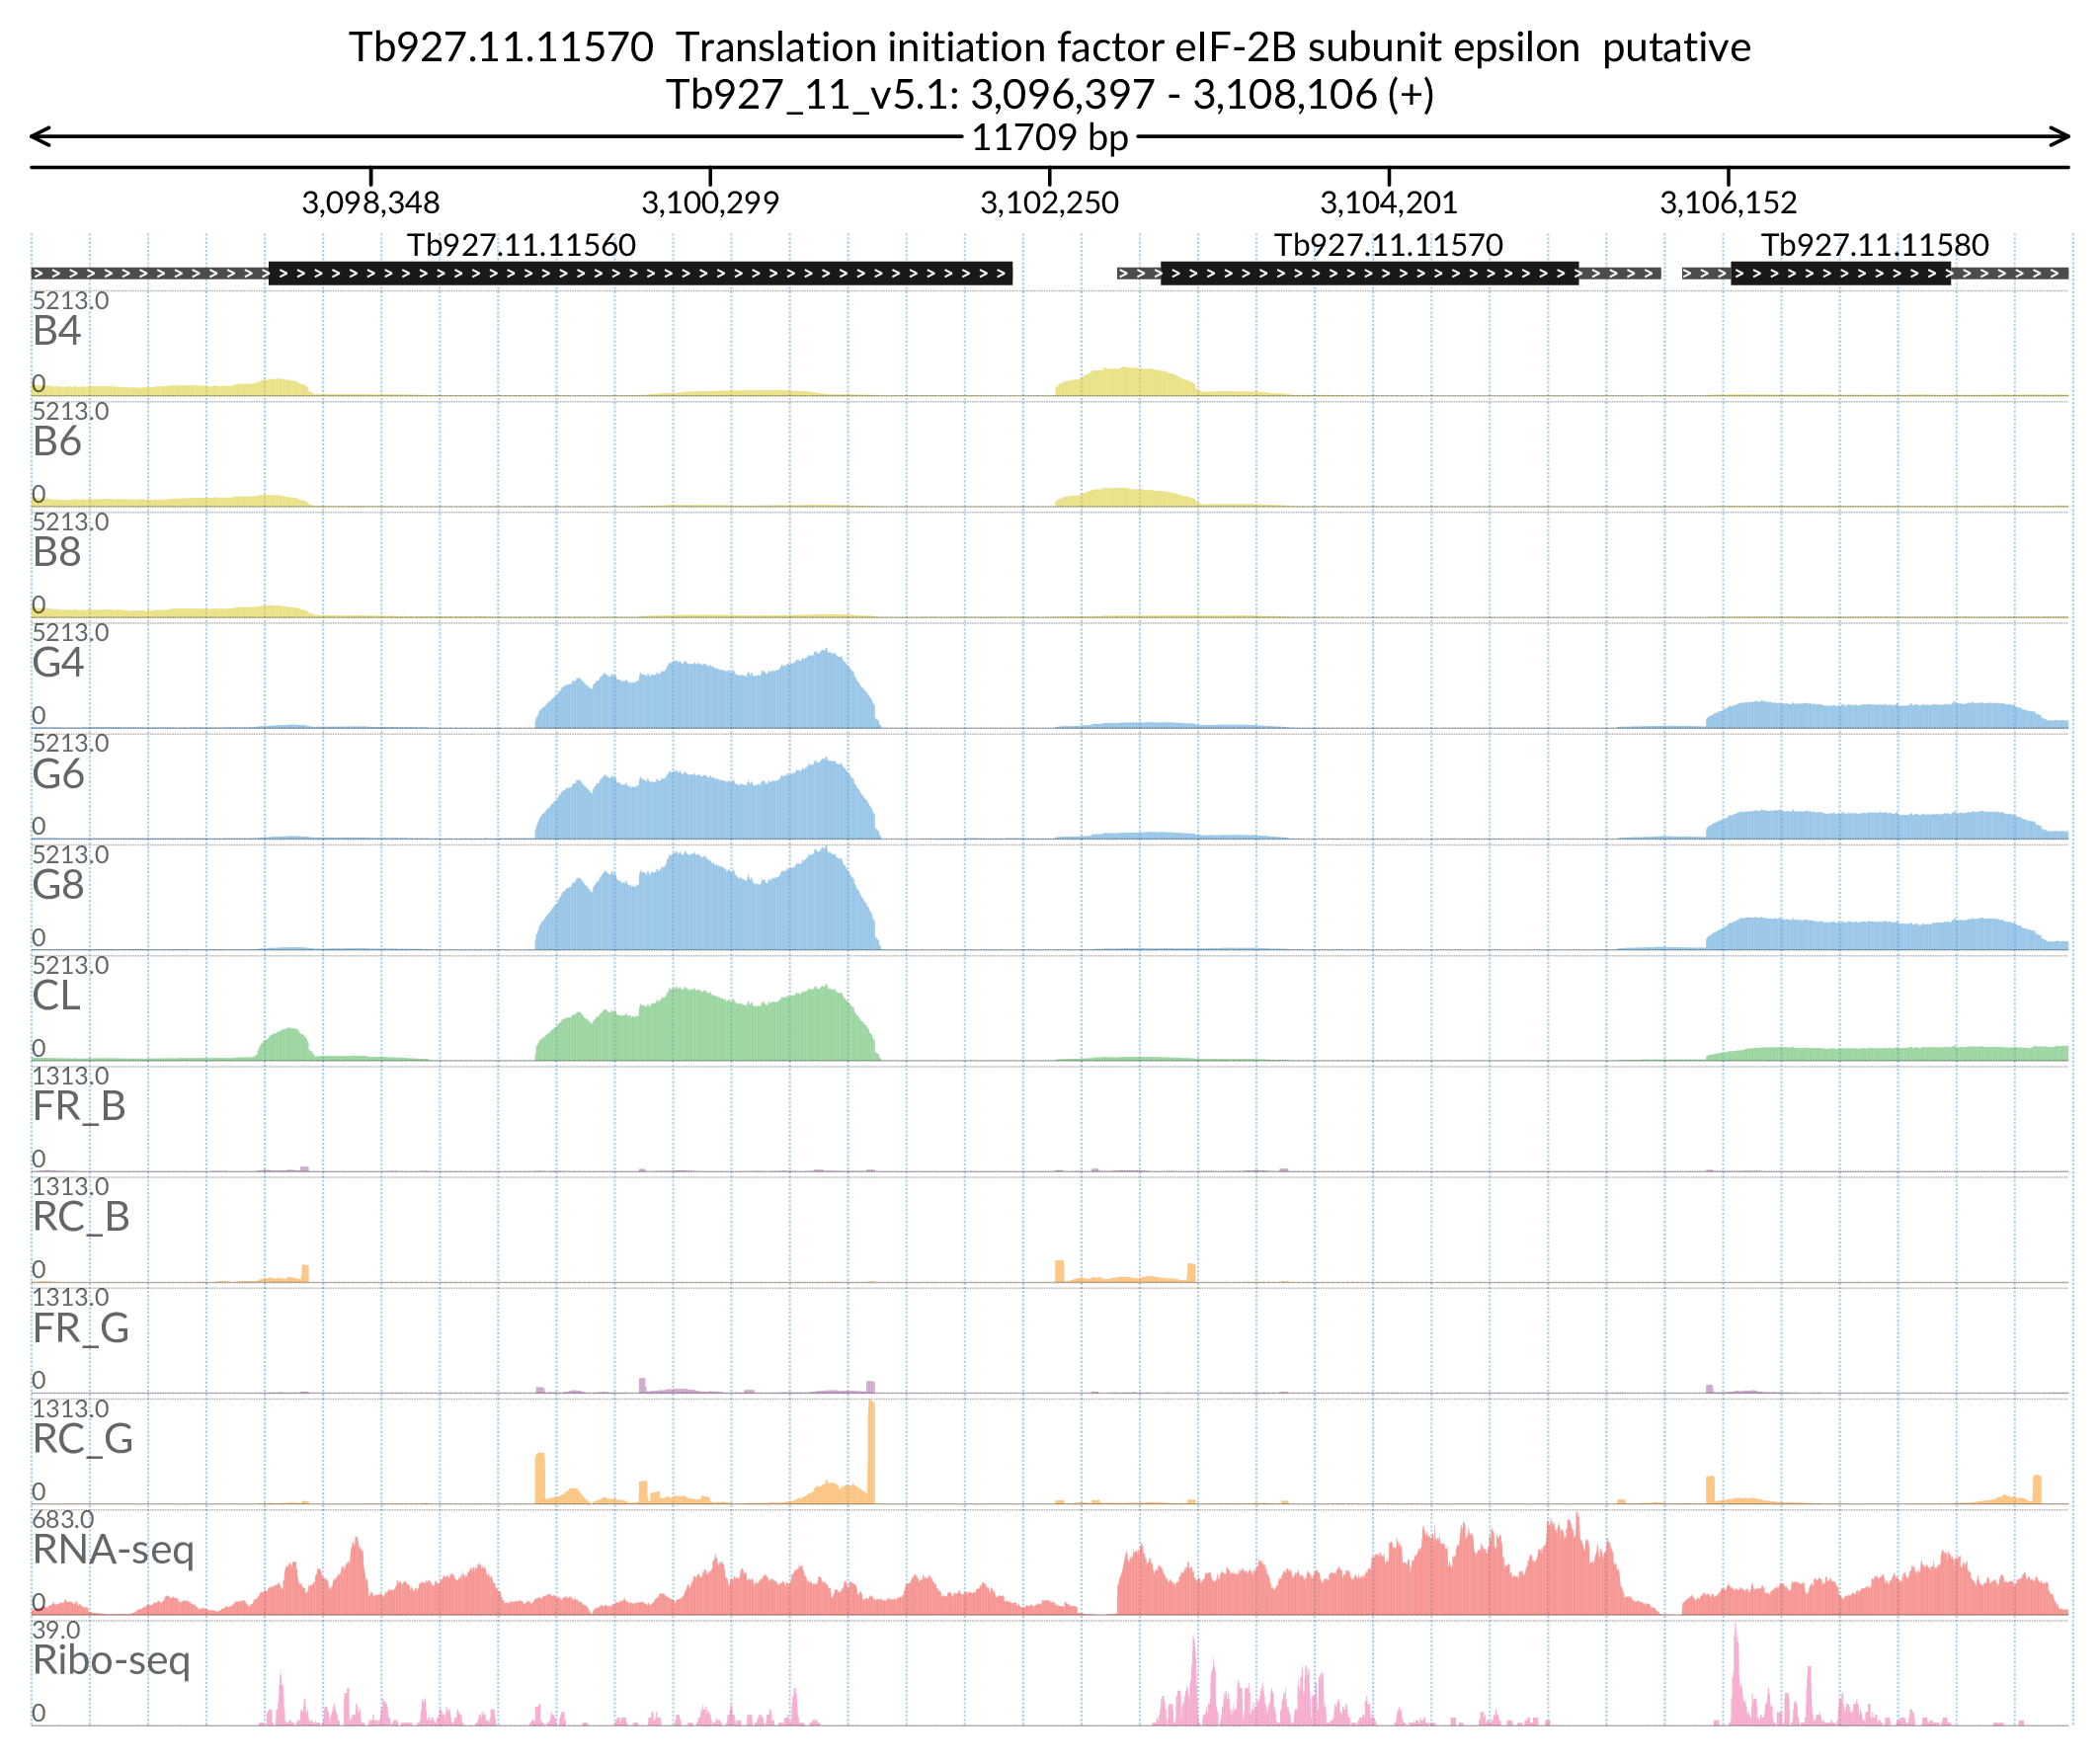 Tb927.11.11570  Translation initiation factor eIF-2B subunit epsilon  putative
Tb927_11_v5.1: 3,096,397 - 3,108,106 (+)
11709 bp
3,098,348 3,100,299 3,102,250 3,104,201 3,106,152
Tb927.11.11560 Tb927.11.11570 Tb927.11.11580
5213.0
B4
0
5213.0
B6
0
5213.0
B8
0
5213.0
G4
0
5213.0
G6
0
5213.0
G8
0
5213.0
CL
0
1313.0
FR_B
0
1313.0
RC_B
0
1313.0
FR_G
0
1313.0
RC_G
0
683.0
RNA-seq
0
39.0
Ribo-seq
0